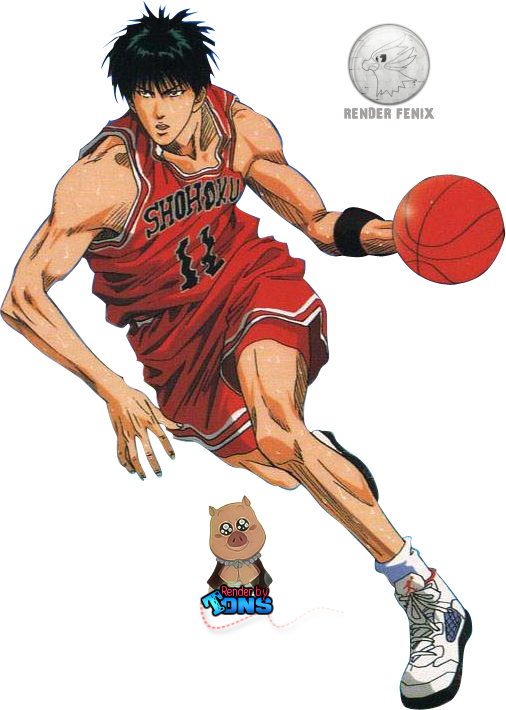 RENDER FENIX
SHOHOKU
11
Render by
TONS